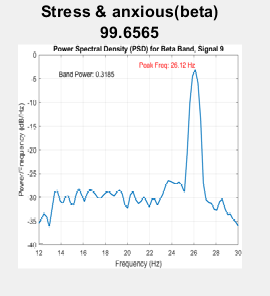 Stress & anxious(beta)
99.6565
Power Spectral Density (PSD) for Beta Band, Signal 9
Peak Freq: 26.12 Hz
Band Power: 0.3185
Power/Frequency (dB/Hz)
0
-5
-10
-15
-20
-25
-30
-35
-40
12 14 16 18 20 22 24 26 28 30
Frequency (Hz)